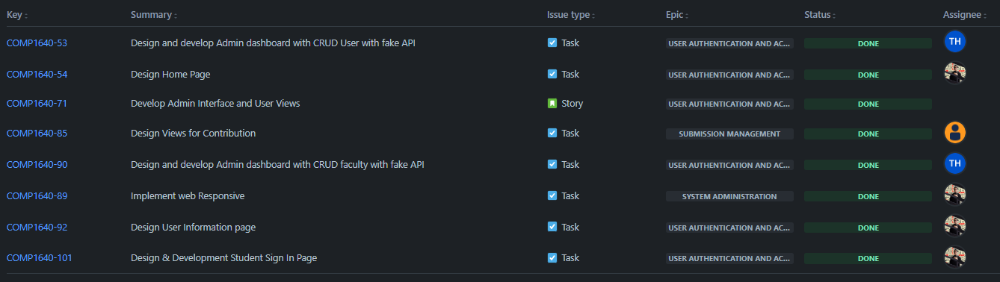 Key Summary Issue type Epic Status Assignee
COMP1640-53 Design and develop Admin dashboard with CRUD User with fake API Task USER AUTHENTICATION AND AC... DONE TH
COMP1640-54 Design Home Page Task USER AUTHENTICATION AND AC... DONE
COMP1640-71 Develop Admin Interface and User Views Story USER AUTHENTICATION AND AC... DONE
COMP1640-85 Design Views for Contribution Task SUBMISSION MANAGEMENT DONE
COMP1640-90 Design and develop Admin dashboard with CRUD faculty with fake API Task USER AUTHENTICATION AND AC... DONE TH
COMP1640-89 Implement web Responsive Task SYSTEM ADMINISTRATION DONE
COMP1640-92 Design User Information page Task USER AUTHENTICATION AND AC... DONE
COMP1640-101 Design & Development Student Sign In Page Task USER AUTHENTICATION AND AC... DONE